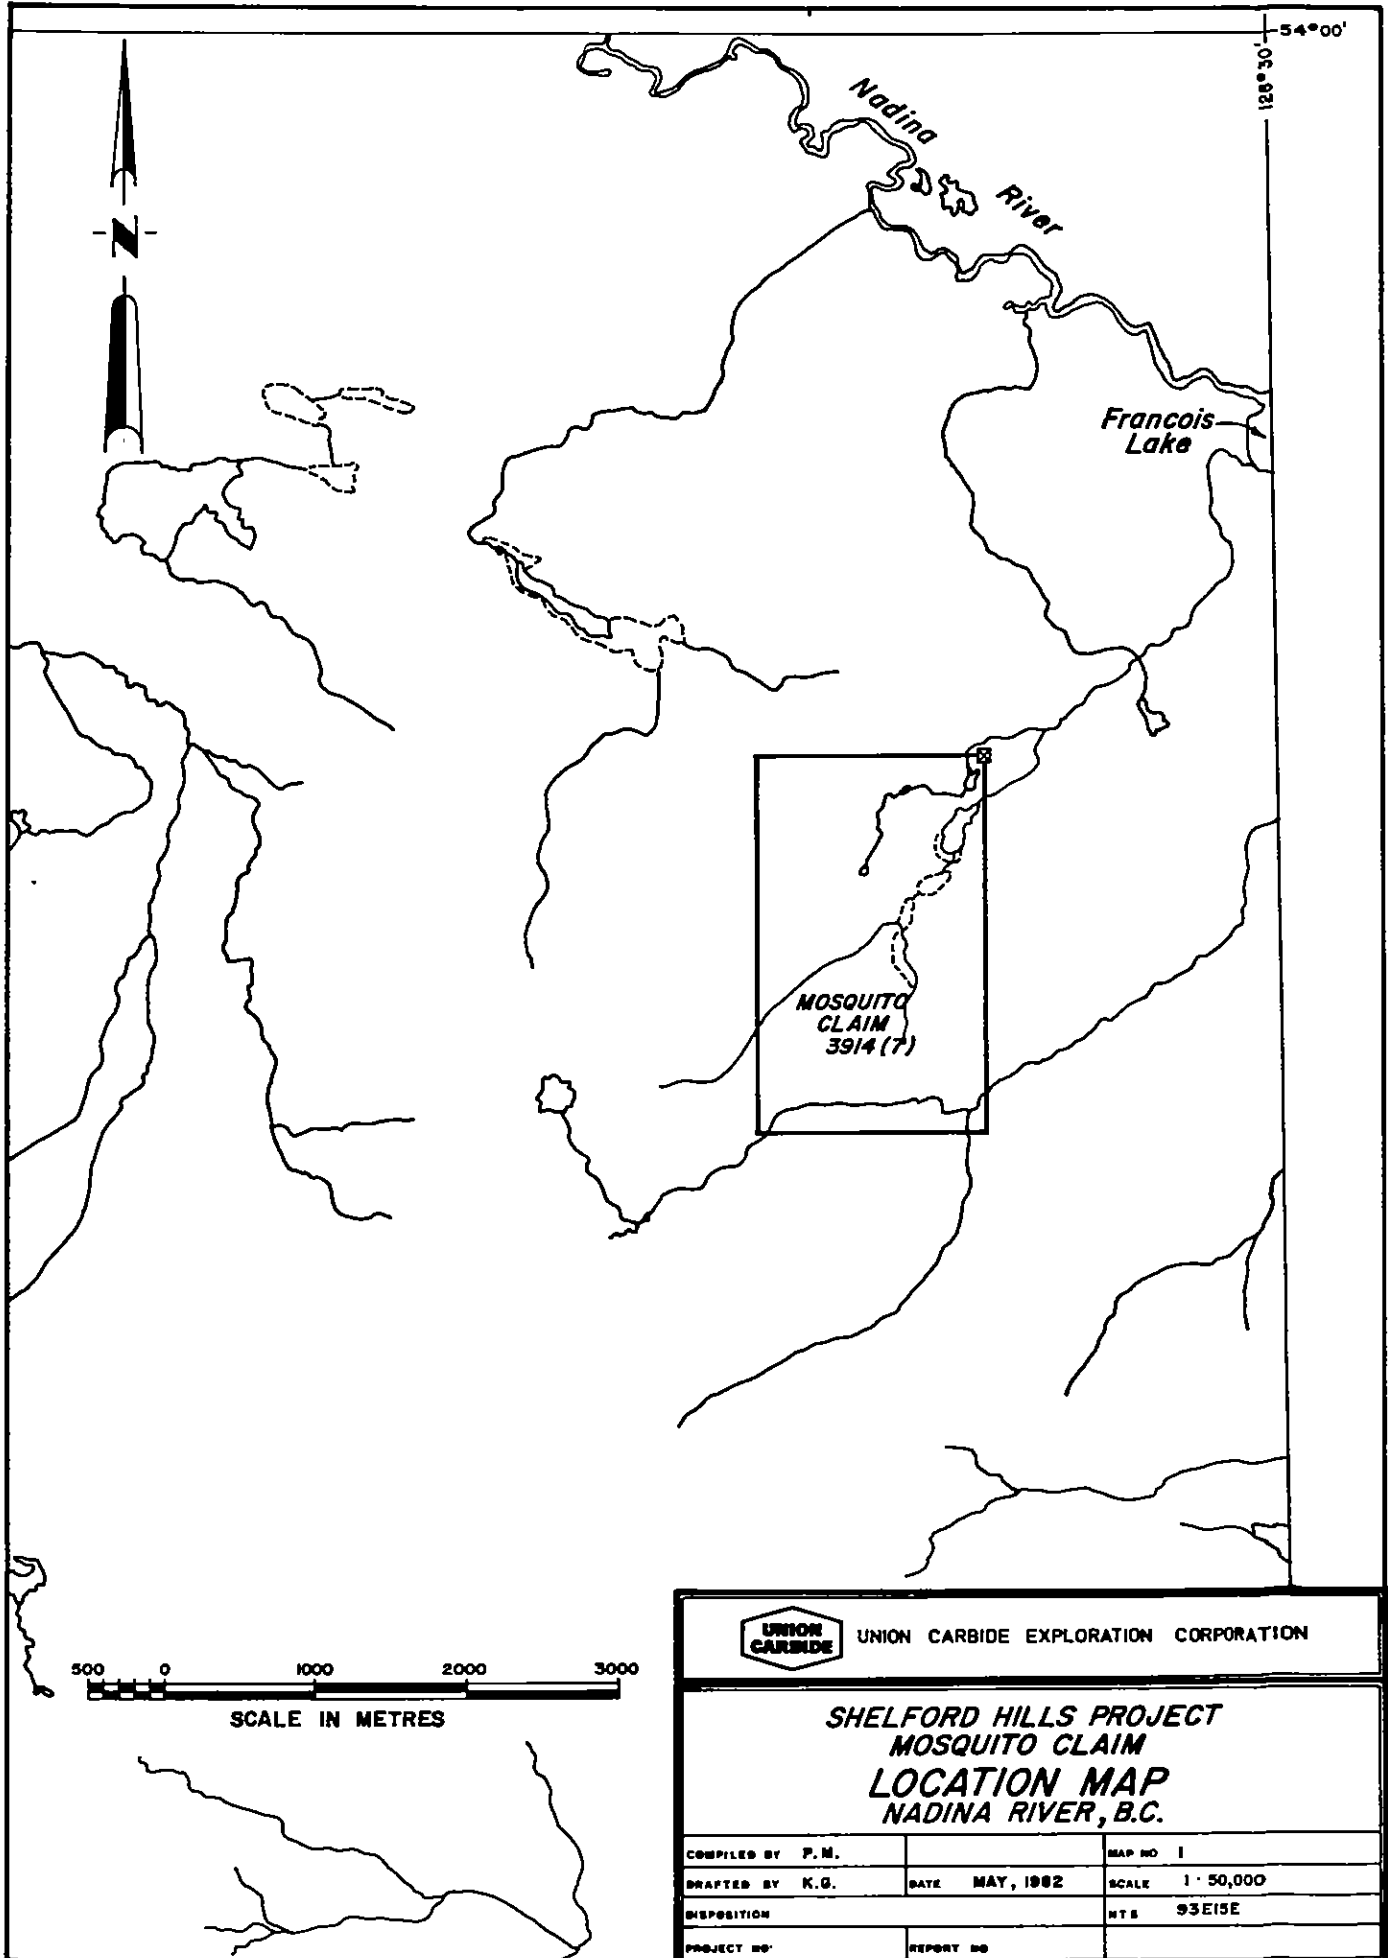 54°00'
126°30'
Nadina
River
N
Francois
Lake
MOSQUITO
CLAIM
3914(7)
500 0 1000 2000 3000
SCALE IN METRES
UNION
CARBIDE
UNION CARBIDE EXPLORATION CORPORATION
SHELFORD HILLS PROJECT
MOSQUITO CLAIM
LOCATION MAP
NADINA RIVER, B.C.
COMPILED BY P.M. MAP NO 1
DRAFTED BY K.G. DATE MAY, 1982 SCALE 1:50,000
DISPOSITION NTS 93E15E
PROJECT NO. REPORT NO